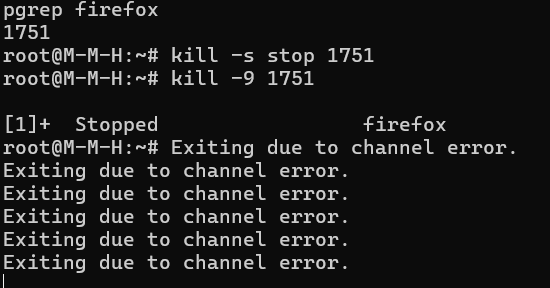 pgrep firefox
1751
root@M-M-H:~# kill -s stop 1751
root@M-M-H:~# kill -9 1751

[1]+  Stopped                 firefox
root@M-M-H:~# Exiting due to channel error.
Exiting due to channel error.
Exiting due to channel error.
Exiting due to channel error.
Exiting due to channel error.
Exiting due to channel error.